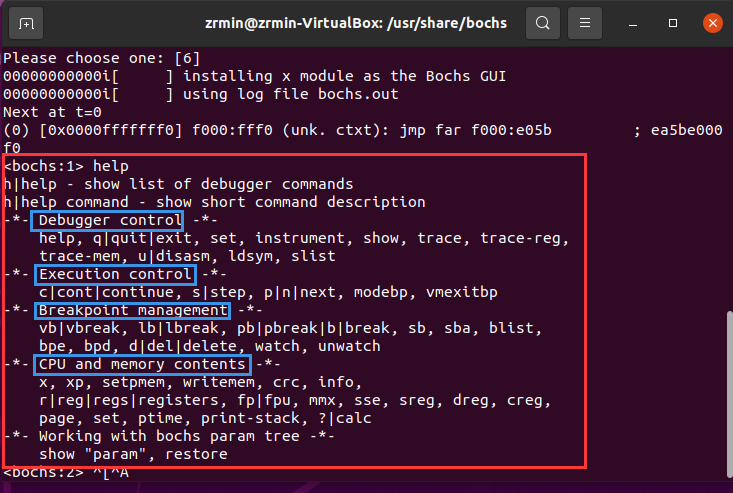 zrmin@zrmin-VirtualBox: /usr/share/bochs
Please choose one: [6]
00000000000i[      ] installing x module as the Bochs GUI
00000000000i[      ] using log file bochs.out
Next at t=0
(0) [0x0000fffffff0] f000:fff0 (unk. ctxt): jmp far f000:e05b          ; ea5be000
f0
<bochs:1> help
h|help - show list of debugger commands
h|help command - show short command description
-*- Debugger control -*-
    help, q|quit|exit, set, instrument, show, trace, trace-reg,
    trace-mem, u|disasm, ldsym, slist
-*- Execution control -*-
    c|cont|continue, s|step, p|n|next, modebp, vmexitbp
-*- Breakpoint management -*-
    vb|vbreak, lb|lbreak, pb|pbreak|b|break, sb, sba, blist,
    bpe, bpd, d|del|delete, watch, unwatch
-*- CPU and memory contents -*-
    x, xp, setpmem, writemem, crc, info,
    r|reg|regs|registers, fp|fpu, mmx, sse, sreg, dreg, creg,
    page, set, ptime, print-stack, ?|calc
-*- Working with bochs param tree -*-
    show "param", restore
<bochs:2> ^[^A